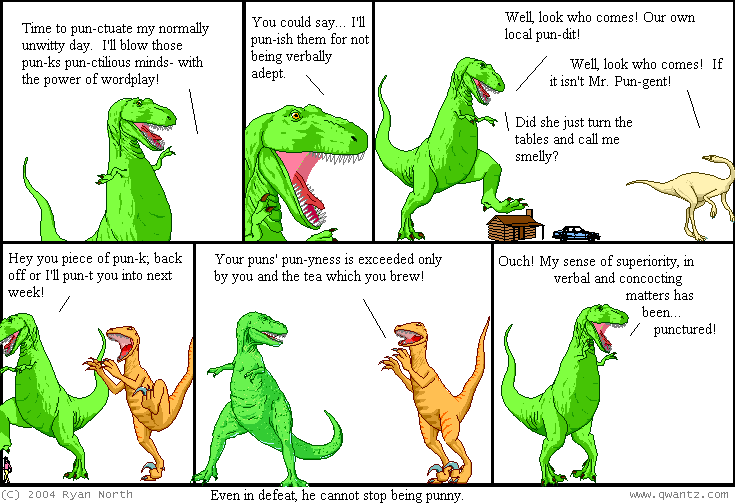 Time to pun-ctuate my normally
unwitty day.  I'll blow those
pun-ks pun-ctilious minds- with
the power of wordplay!
You could say... I'll
pun-ish them for not
being verbally
adept.
Well, look who comes! Our own
local pun-dit!
Well, look who comes!  If
it isn't Mr. Pun-gent!
Did she just turn the
tables and call me
smelly?
Hey you piece of pun-k; back
off or I'll pun-t you into next
week!
Your puns' pun-yness is exceeded only
by you and the tea which you brew!
Ouch! My sense of superiority, in
verbal and concocting
matters has
been...
punctured!
(C) 2004 Ryan North
Even in defeat, he cannot stop being punny.
www.qwantz.com